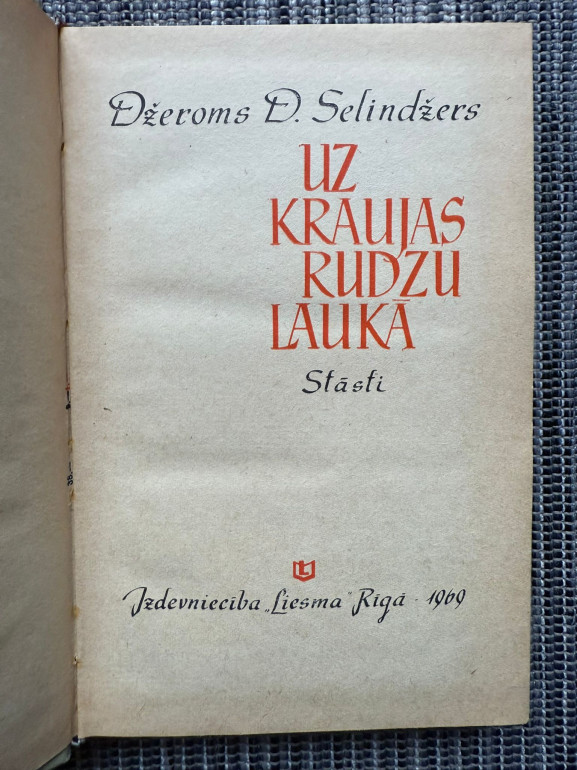 Džeroms D. Selindžers
UZ
KRAUJAS
RUDZU
LAUKĀ
Stāsti
Izdevniecība „Liesma” Rīgā · 1969